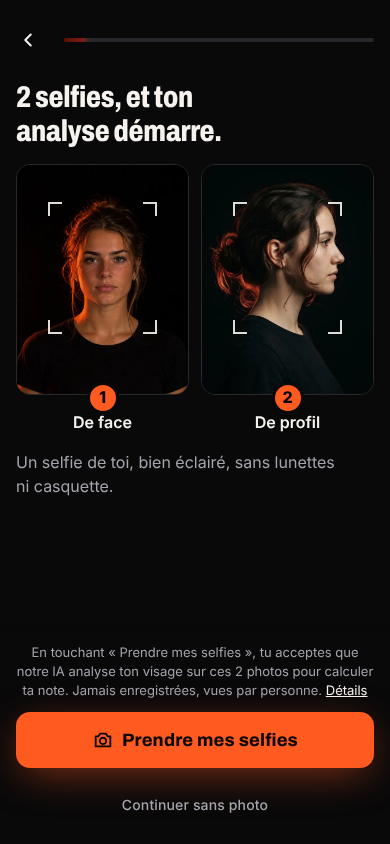 2 selfies, et ton
analyse démarre.
1
De face
2
De profil
Un selfie de toi, bien éclairé, sans lunettes
ni casquette.
En touchant « Prendre mes selfies », tu acceptes que
notre IA analyse ton visage sur ces 2 photos pour calculer
ta note. Jamais enregistrées, vues par personne. Détails
Prendre mes selfies
Continuer sans photo